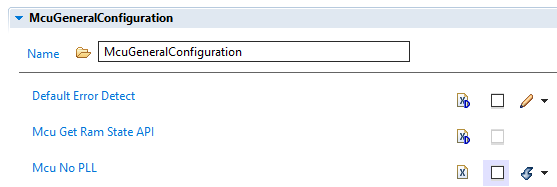 McuGeneralConfiguration
Name McuGeneralConfiguration
Default Error Detect
Mcu Get Ram State API
Mcu No PLL